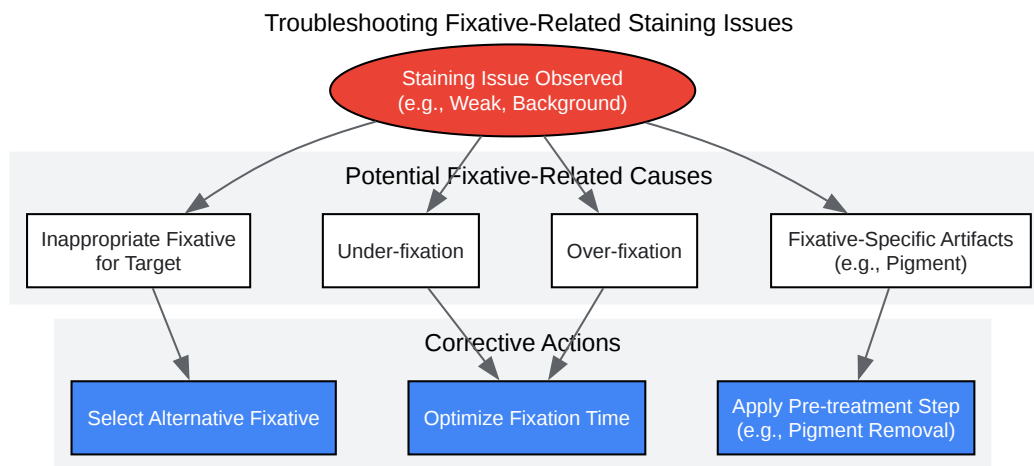 Troubleshooting Fixative-Related Staining Issues
Staining Issue Observed
(e.g., Weak, Background)
Potential Fixative-Related Causes
Inappropriate Fixative
for Target
Under-fixation
Over-fixation
Fixative-Specific Artifacts
(e.g., Pigment)
Corrective Actions
Select Alternative Fixative
Optimize Fixation Time
Apply Pre-treatment Step
(e.g., Pigment Removal)